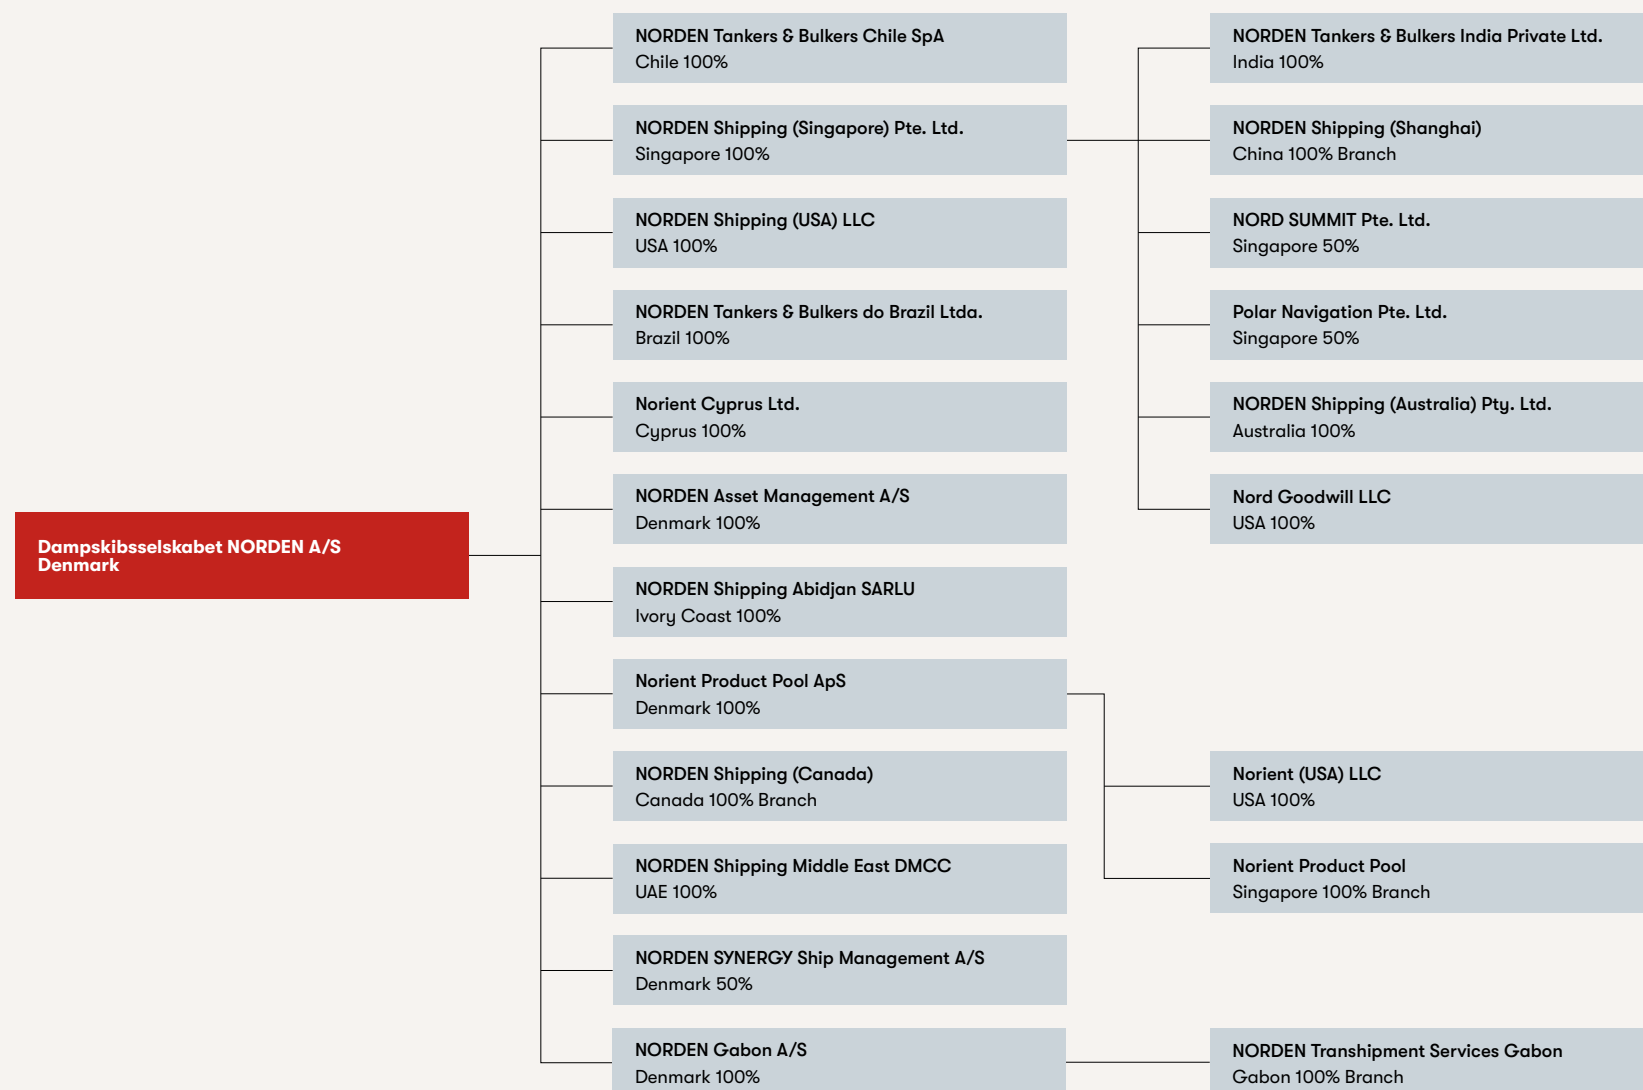 Dampskibsselskabet NORDEN A/S
Denmark
NORDEN Tankers & Bulkers Chile SpA
Chile 100%
NORDEN Shipping (Singapore) Pte. Ltd.
Singapore 100%
NORDEN Shipping (USA) LLC
USA 100%
NORDEN Tankers & Bulkers do Brazil Ltda.
Brazil 100%
Norient Cyprus Ltd.
Cyprus 100%
NORDEN Asset Management A/S
Denmark 100%
NORDEN Shipping Abidjan SARLU
Ivory Coast 100%
Norient Product Pool ApS
Denmark 100%
NORDEN Shipping (Canada)
Canada 100% Branch
NORDEN Shipping Middle East DMCC
UAE 100%
NORDEN SYNERGY Ship Management A/S
Denmark 50%
NORDEN Gabon A/S
Denmark 100%
NORDEN Tankers & Bulkers India Private Ltd.
India 100%
NORDEN Shipping (Shanghai)
China 100% Branch
NORD SUMMIT Pte. Ltd.
Singapore 50%
Polar Navigation Pte. Ltd.
Singapore 50%
NORDEN Shipping (Australia) Pty. Ltd.
Australia 100%
Nord Goodwill LLC
USA 100%
Norient (USA) LLC
USA 100%
Norient Product Pool
Singapore 100% Branch
NORDEN Transhipment Services Gabon
Gabon 100% Branch